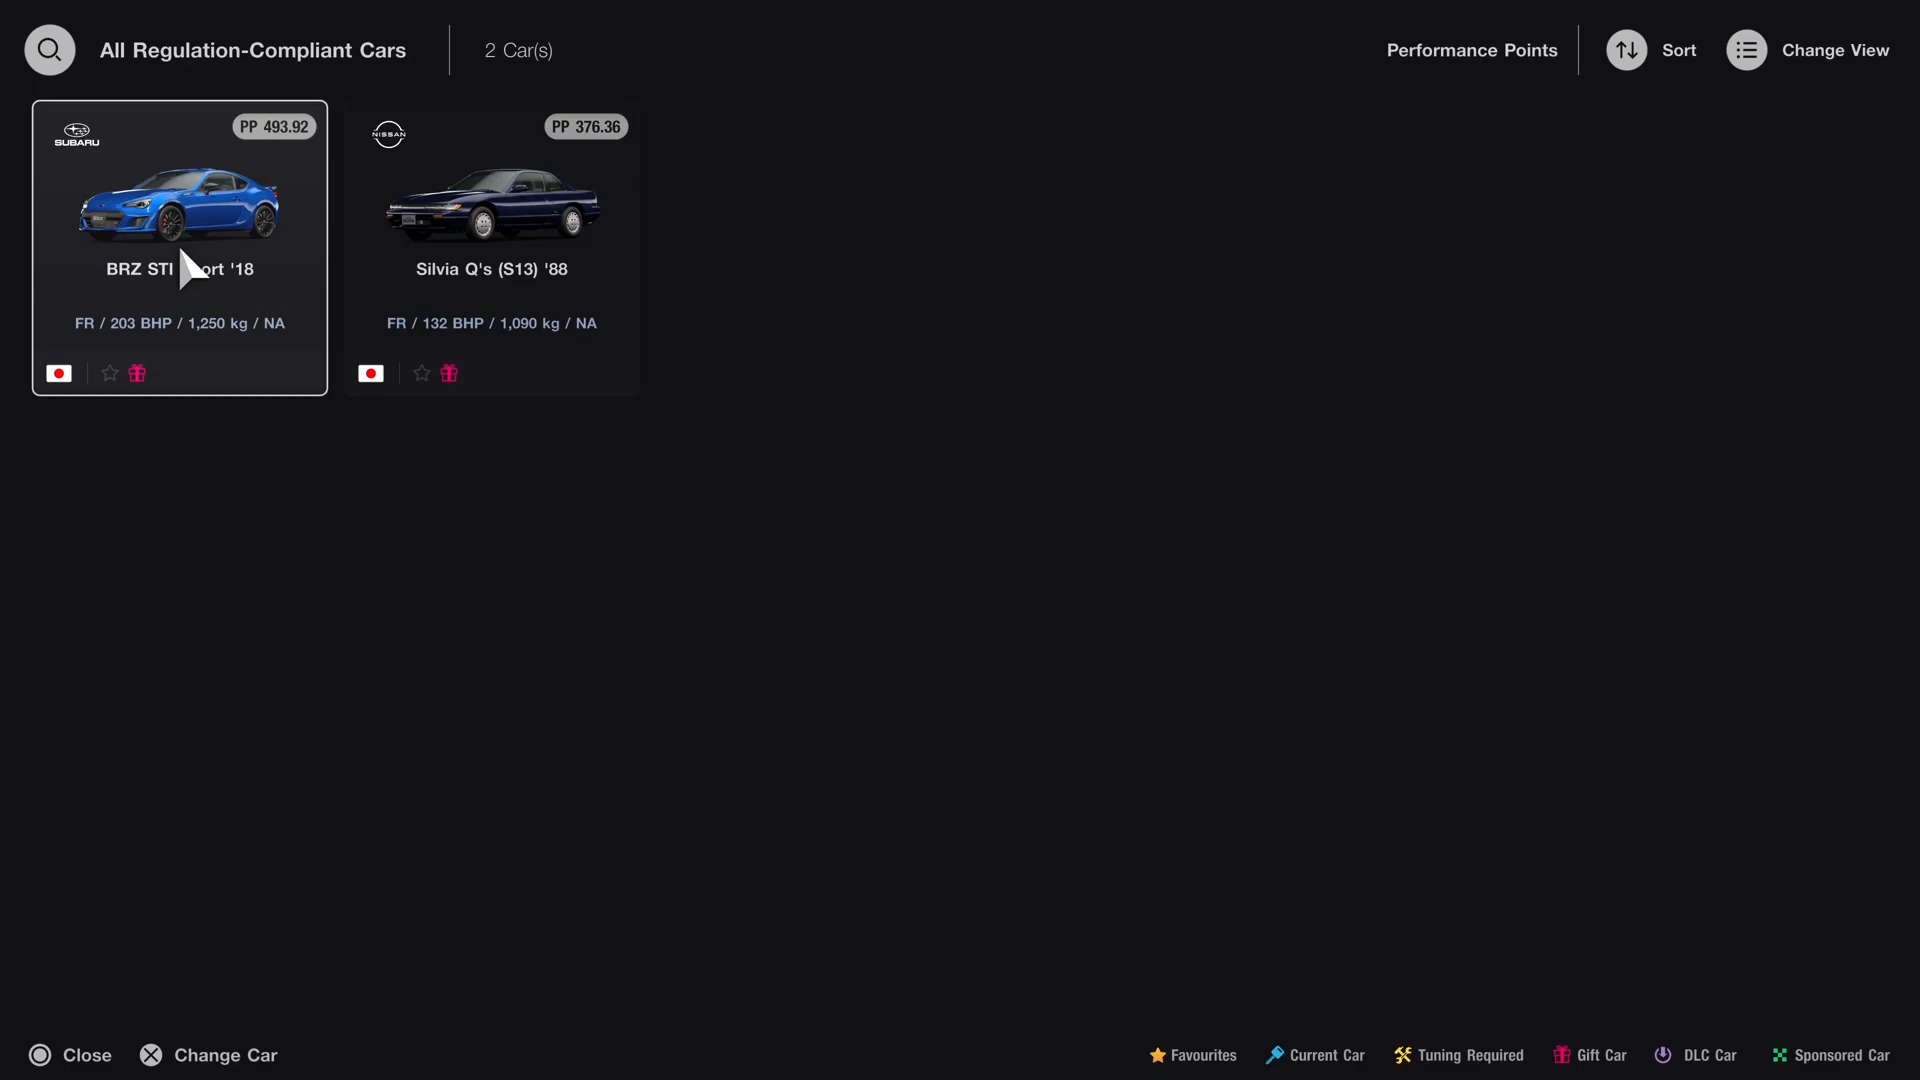 All Regulation-Compliant Cars
2 Car(s)
Performance Points
Sort
Change View
SUBARU
PP 493.92
BRZ STI ort '18
FR / 203 BHP / 1,250 kg / NA
NISSAN
PP 376.36
Silvia Q's (S13) '88
FR / 132 BHP / 1,090 kg / NA
Close
Change Car
Favourites
Current Car
Tuning Required
Gift Car
DLC Car
Sponsored Car